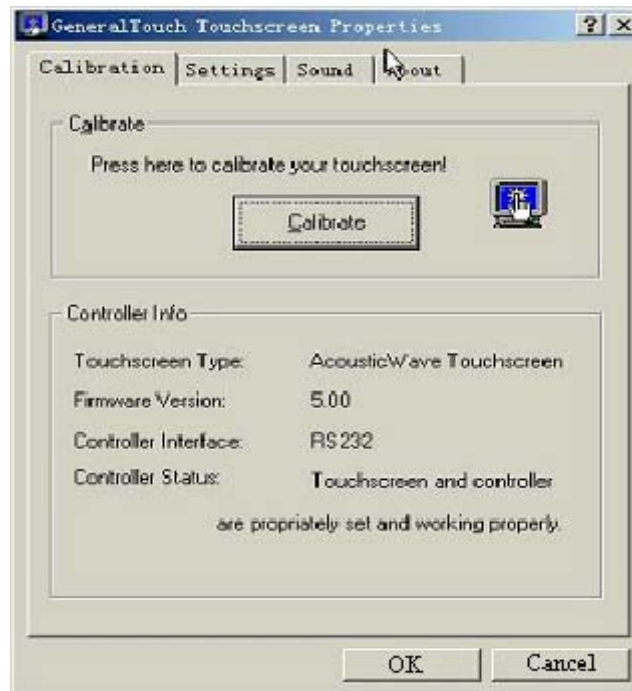 GeneralTouch Touchscreen Properties
Calibration Settings Sound About
Calibrate
Press here to calibrate your touchscreen!
Calibrate
Controller Info
Touchscreen Type: AcousticWave Touchscreen
Firmware Version: 5.00
Controller Interface: RS232
Controller Status: Touchscreen and controller
are propriately set and working properly.
OK Cancel